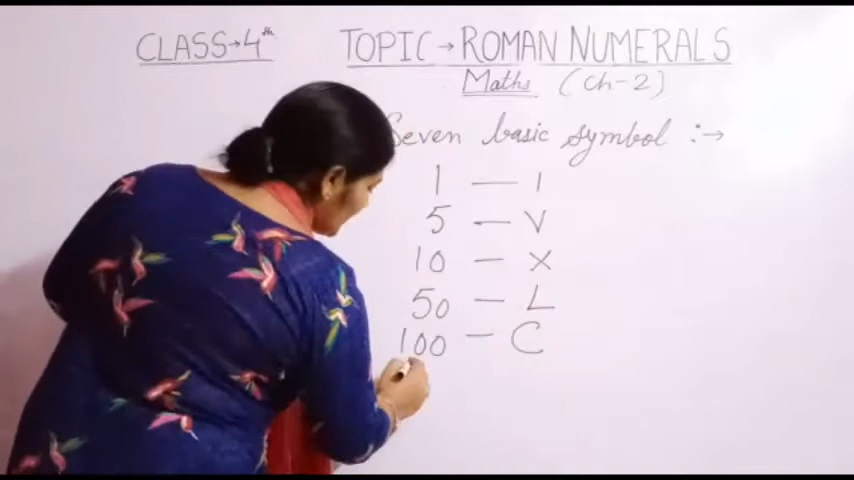 CLASS→4th
TOPIC→ROMAN NUMERALS
Maths (Ch-2)
Seven basic symbol :→
1 — I
5 — V
10 — X
50 — L
100 — C